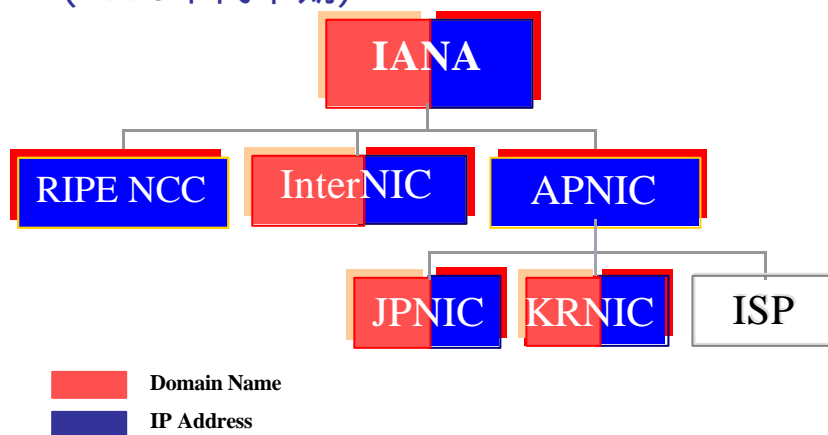 IANA
RIPE NCC
InterNIC
APNIC
JPNIC
KRNIC
ISP
Domain Name
IP Address